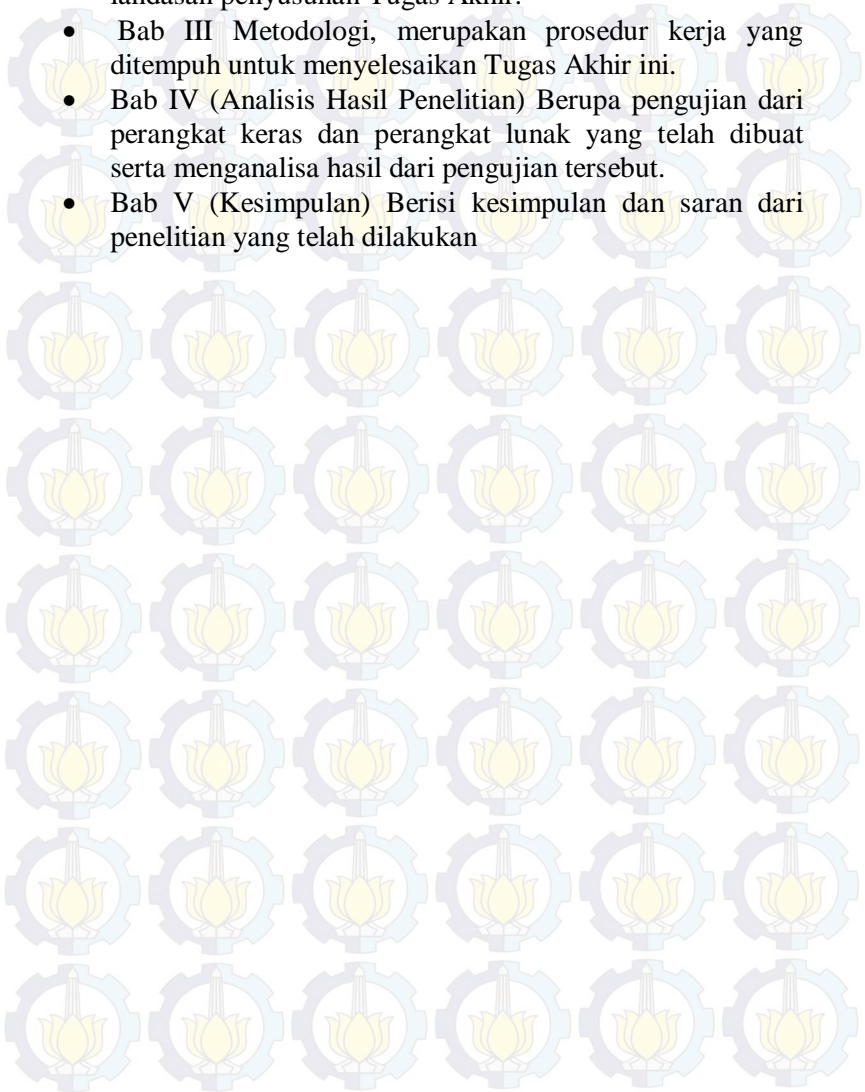 landasan penyusunan Tugas Akhir.
• Bab III Metodologi, merupakan prosedur kerja yang
ditempuh untuk menyelesaikan Tugas Akhir ini.
• Bab IV (Analisis Hasil Penelitian) Berupa pengujian dari
perangkat keras dan perangkat lunak yang telah dibuat
serta menganalisa hasil dari pengujian tersebut.
• Bab V (Kesimpulan) Berisi kesimpulan dan saran dari
penelitian yang telah dilakukan